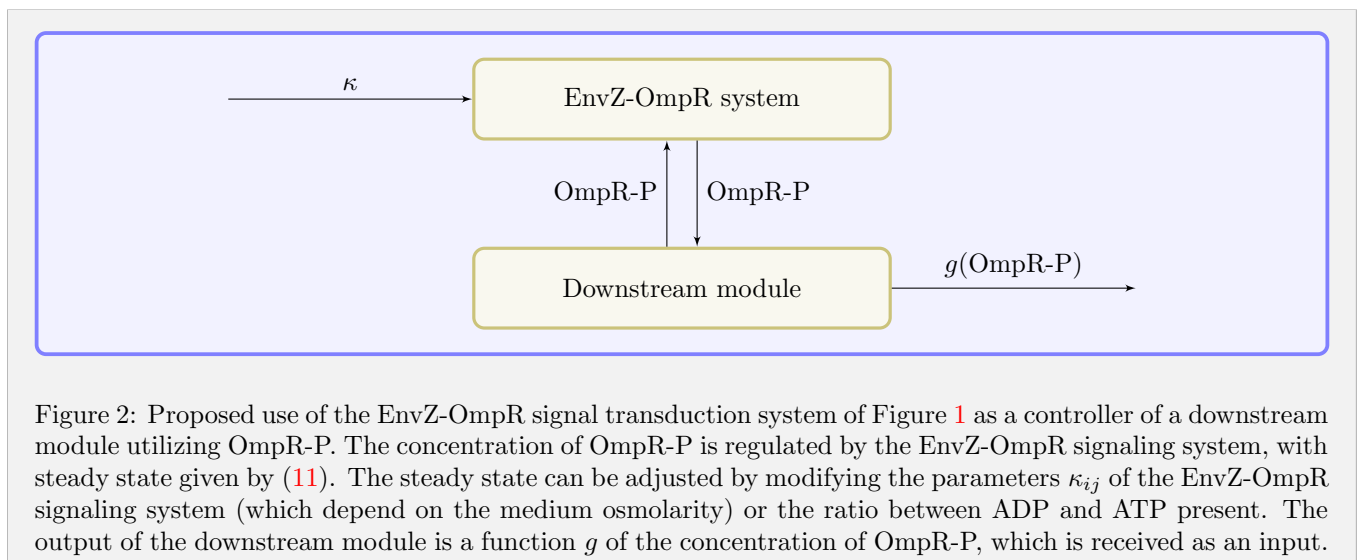 κ
EnvZ-OmpR system
OmpR-P
OmpR-P
Downstream module
g(OmpR-P)
Figure 2: Proposed use of the EnvZ-OmpR signal transduction system of Figure 1 as a controller of a downstream
module utilizing OmpR-P. The concentration of OmpR-P is regulated by the EnvZ-OmpR signaling system, with
steady state given by (11). The steady state can be adjusted by modifying the parameters κij of the EnvZ-OmpR
signaling system (which depend on the medium osmolarity) or the ratio between ADP and ATP present. The
output of the downstream module is a function g of the concentration of OmpR-P, which is received as an input.